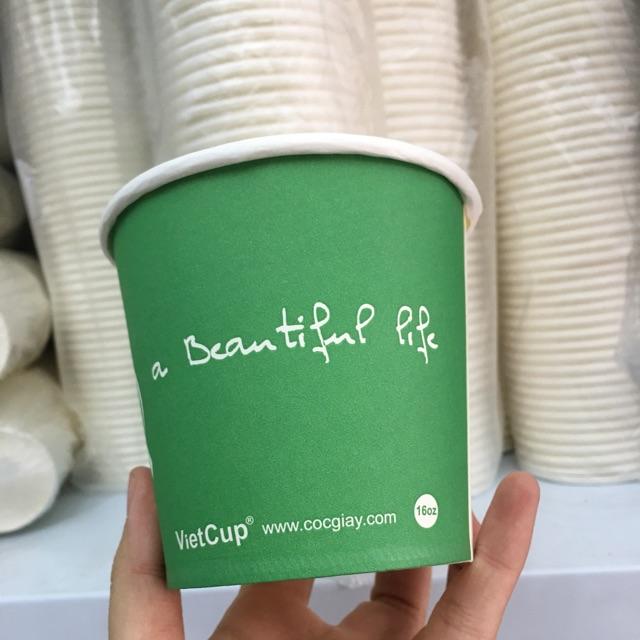 a Beautiful life
VietCup® www.cocgiay.com 16oz